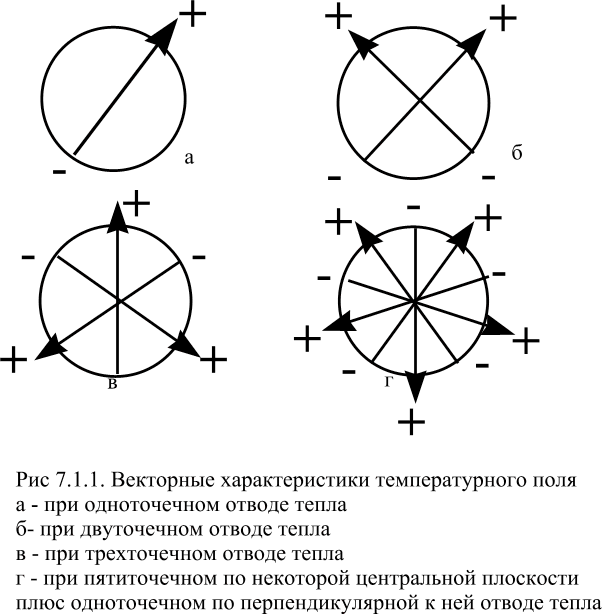 + + +
- а - - б
+ - +
- - - -
+ + + +
в - г -
+
Рис 7.1.1. Векторные характеристики температурного поля
а - при одноточечном отводе тепла
б- при двуточечном отводе тепла
в - при трехточечном отводе тепла
г - при пятиточечном по некоторой центральной плоскости
плюс одноточечном по перпендикулярной к ней отводе тепла